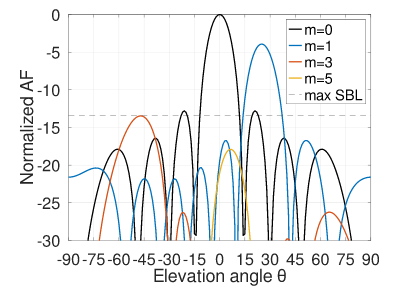 0
-5
-10
-15
-20
-25
-30
Normalized AF
m=0
m=1
m=3
m=5
max SBL
-90 -75 -60 -45 -30 -15 0 15 30 45 60 75 90
Elevation angle θ